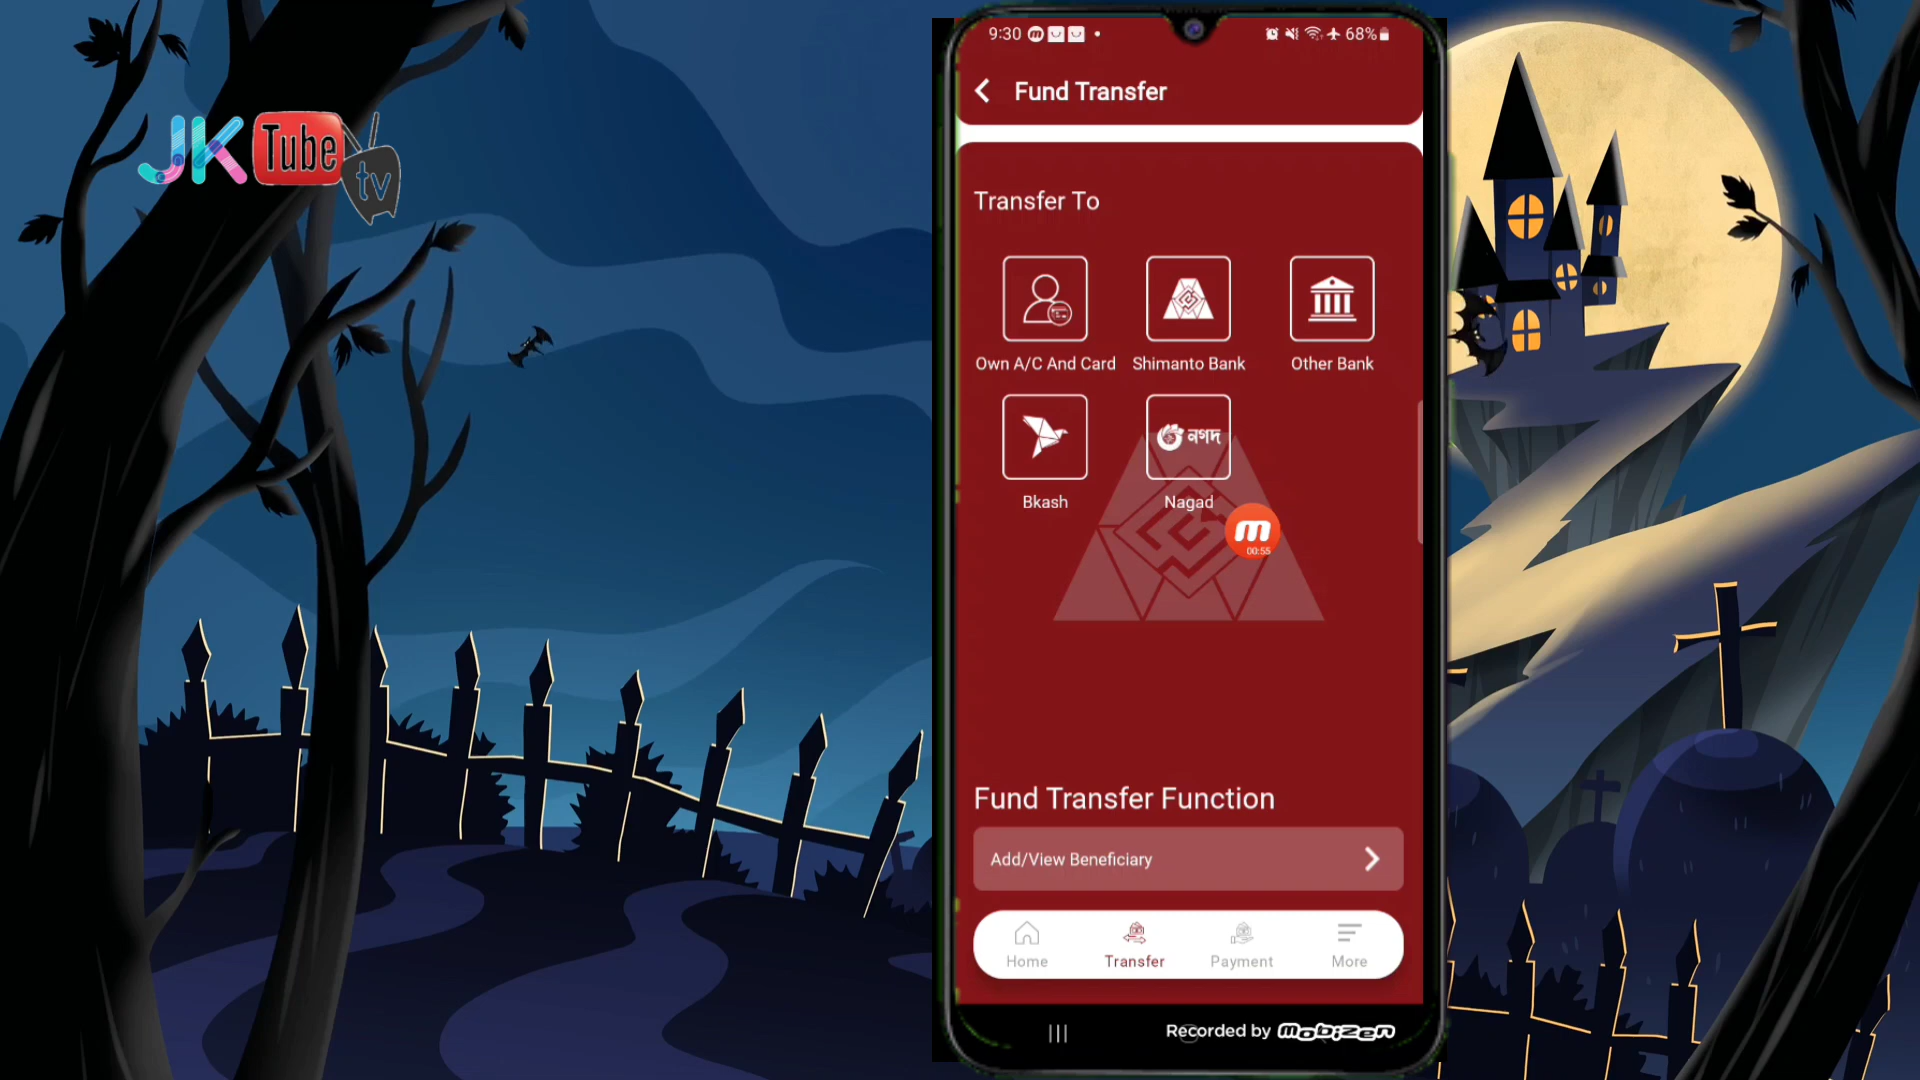 JK Tube tv
9:30
68%
Fund Transfer
Transfer To
Own A/C And Card
Shimanto Bank
Other Bank
নগদ
Bkash
Nagad
m
00:55
Fund Transfer Function
Add/View Beneficiary
Home
Transfer
Payment
More
Recorded by mobizen